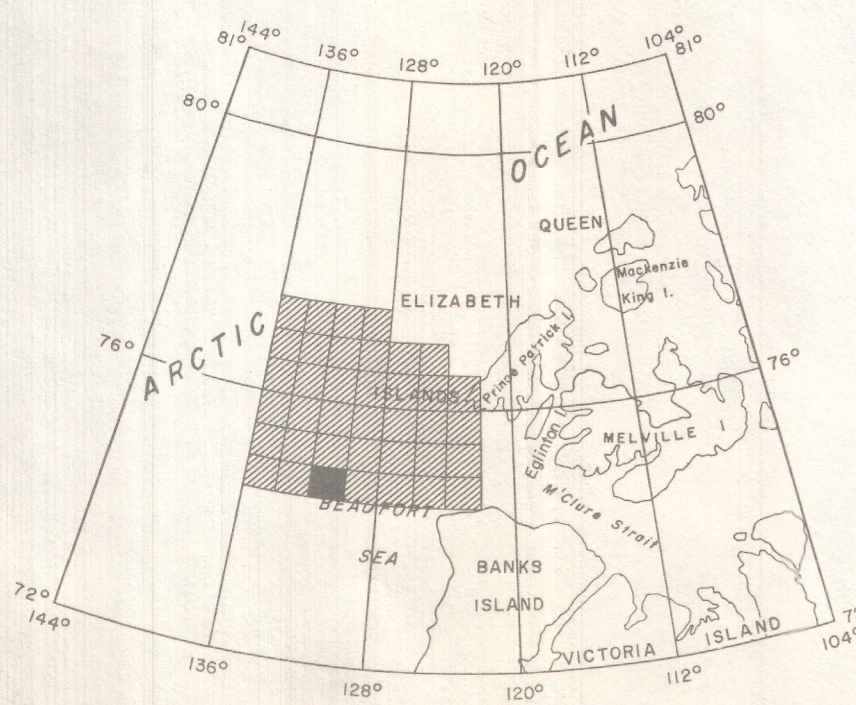 144° 136° 128° 120° 112° 104°
81° 81°
80° 80°
ARCTIC OCEAN
QUEEN
ELIZABETH
ISLANDS
Mackenzie
King I.
Prince Patrick I.
76° 76°
Eglinton I.
MELVILLE I
M'Clure Strait
BEAUFORT
SEA
BANKS
ISLAND
VICTORIA ISLAND
72°
144° 136° 128° 120° 112° 104°